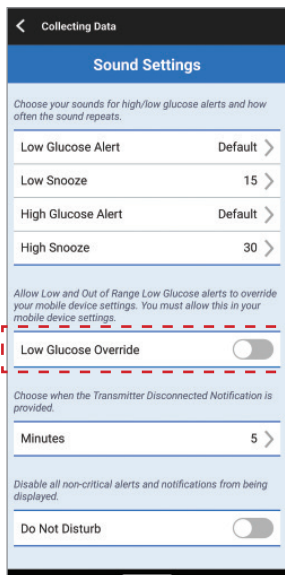 Collecting Data
Sound Settings
Choose your sounds for high/low glucose alerts and how
often the sound repeats.
Low Glucose Alert Default
Low Snooze 15
High Glucose Alert Default
High Snooze 30
Allow Low and Out of Range Low Glucose alerts to override
your mobile device settings. You must allow this in your
mobile device settings.
Low Glucose Override
Choose when the Transmitter Disconnected Notification is
provided.
Minutes 5
Disable all non-critical alerts and notifications from being
displayed.
Do Not Disturb